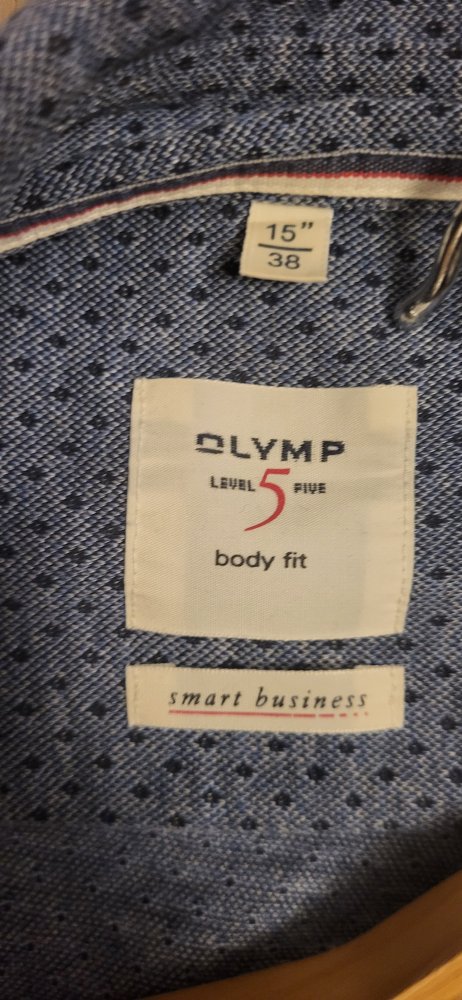 15"
38
OLYMP
LEVEL 5 FIVE
body fit
smart business